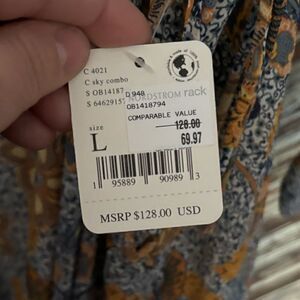 C 4021
C sky combo
S OB14187
D 948
S 6462915
NORDSTROM rack
OB1418794
COMPARABLE VALUE
128.00
69.97
size
L
1 95889 90989 3
MSRP $128.00 USD